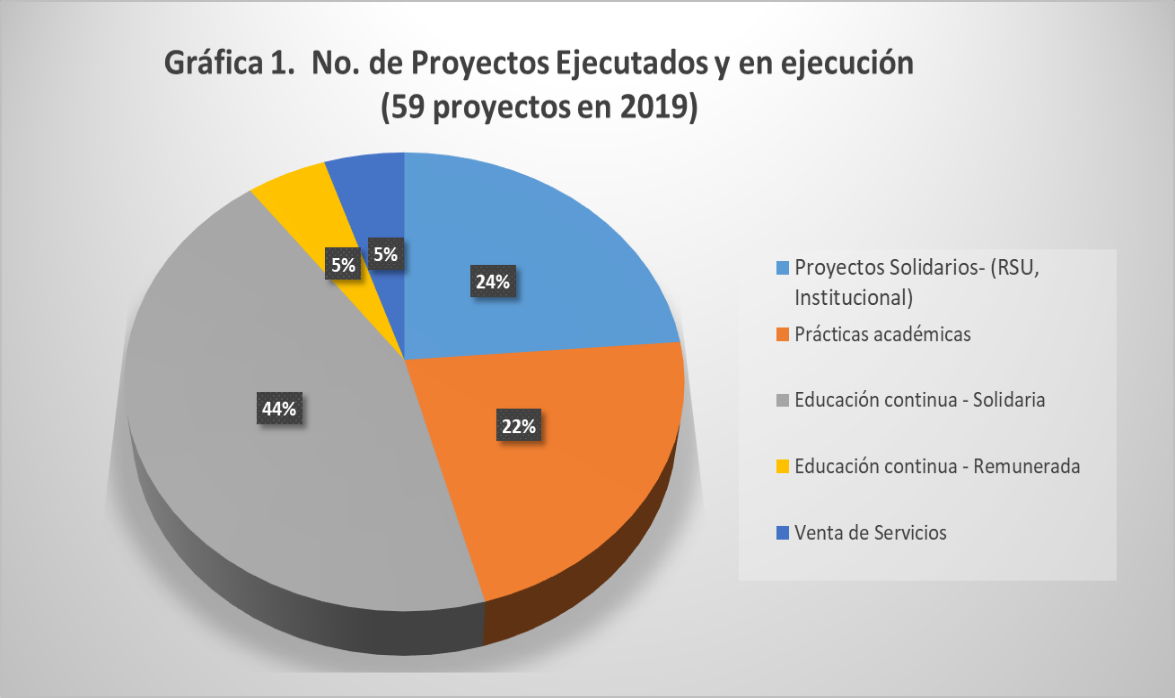 Gráfica 1.  No. de Proyectos Ejecutados y en ejecución
(59 proyectos en 2019)
5%
5%
24%
44%
22%
Proyectos Solidarios- (RSU,
Institucional)
Prácticas académicas
Educación continua - Solidaria
Educación continua - Remunerada
Venta de Servicios